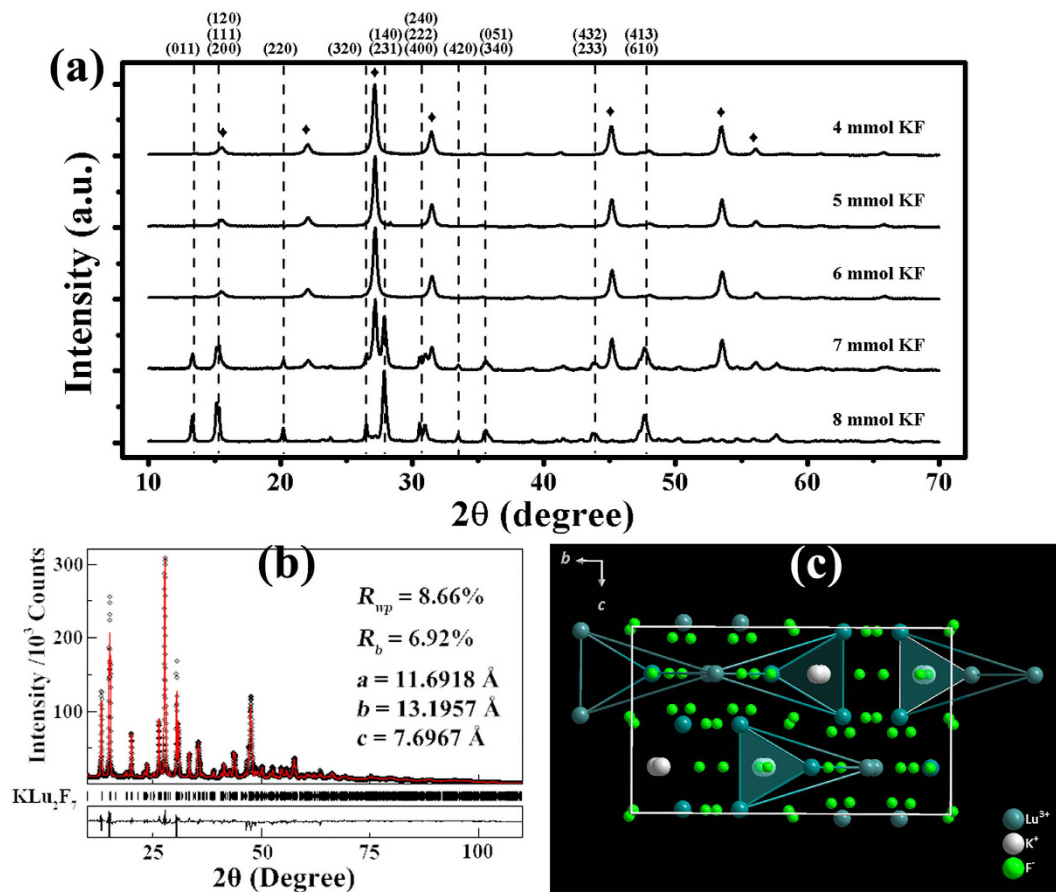 (120) (240)
(111) (140) (222) (051) (432) (413)
(011) (200) (220) (320) (231) (400) (420) (340) (233) (610)
(a)
4 mmol KF
5 mmol KF
6 mmol KF
7 mmol KF
8 mmol KF
Intensity (a.u.)
10 20 30 40 50 60 70
2θ (degree)
(b)
Intensity /10³ Counts
300
200
100
R_wp = 8.66%
R_b = 6.92%
a = 11.6918 Å
b = 13.1957 Å
c = 7.6967 Å
KLu₂F₇
25 50 75 100
2θ (Degree)
(c)
b
c
Lu³⁺
K⁺
F⁻